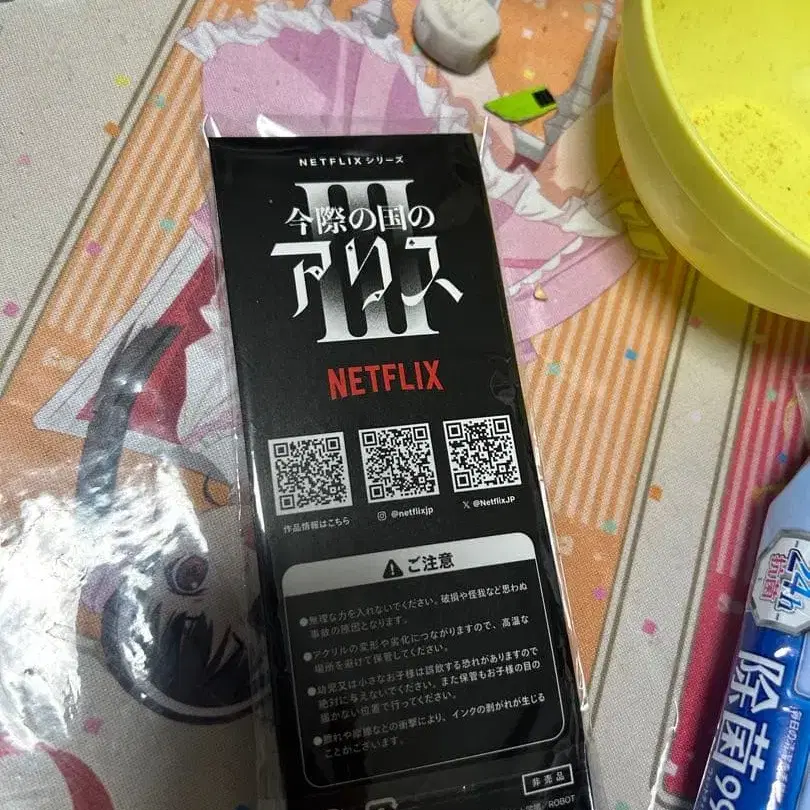 NETFLIXシリーズ
III
今際の国の
アリス
NETFLIX
作品情報はこちら
@netflixjp
X @NetflixJP
ご注意
●無理な力を入れないでください。破損や怪我など思わぬ
事故の原因となります。
●アクリルの変形や劣化につながりますので、高温な
場所を避けて保管してください。
●幼児又は小さなお子様は誤飲する恐れがありますので
絶対に与えないでください。また保管もお子様の目の
届かない位置で行ってください。
●擦れや摩擦などの衝撃により、インクの剥がれが生じる
ことがございます。
非売品
ROBOT
24h
抗菌
除菌
9